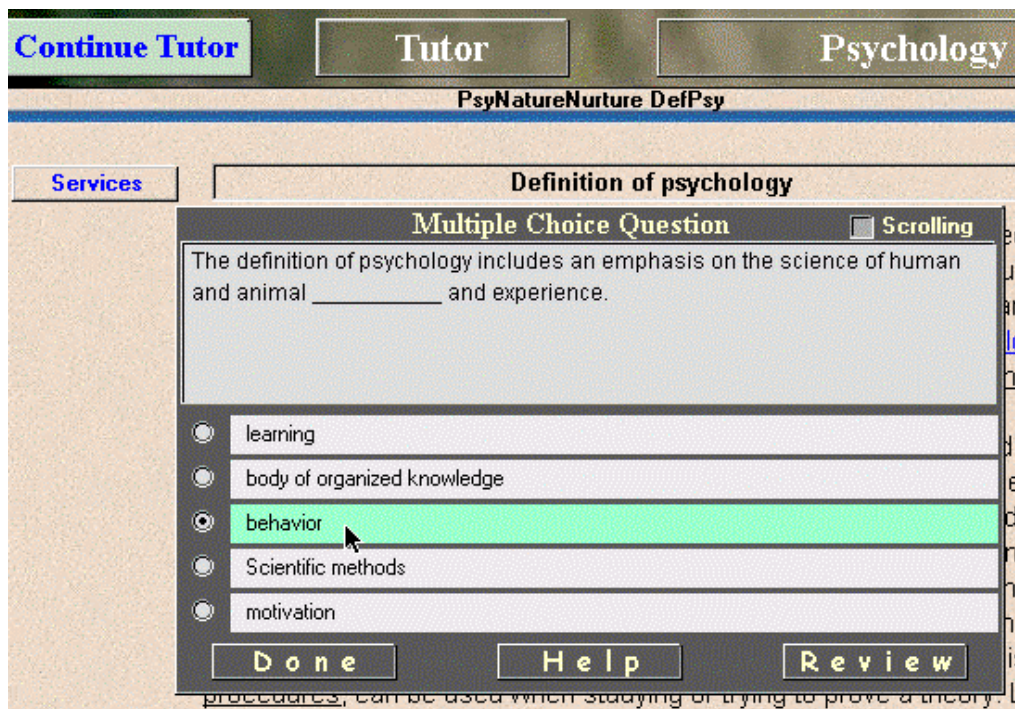 Continue Tutor
Tutor
Psychology
PsyNatureNurture DefPsy
Services
Definition of psychology
Multiple Choice Question
Scrolling
The definition of psychology includes an emphasis on the science of human
and animal ___________ and experience.
learning
body of organized knowledge
behavior
Scientific methods
motivation
Done
Help
Review
procedures, can be used when studying or trying to prove a theory.